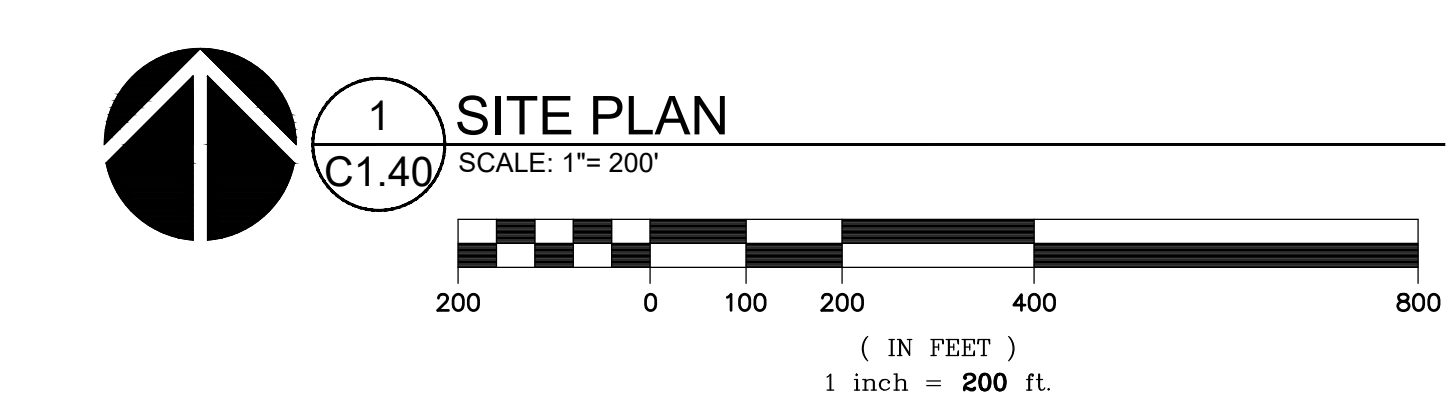 1
SITE PLAN
C1.40
SCALE: 1"= 200'
200 0 100 200 400 800
( IN FEET )
1 inch = 200 ft.